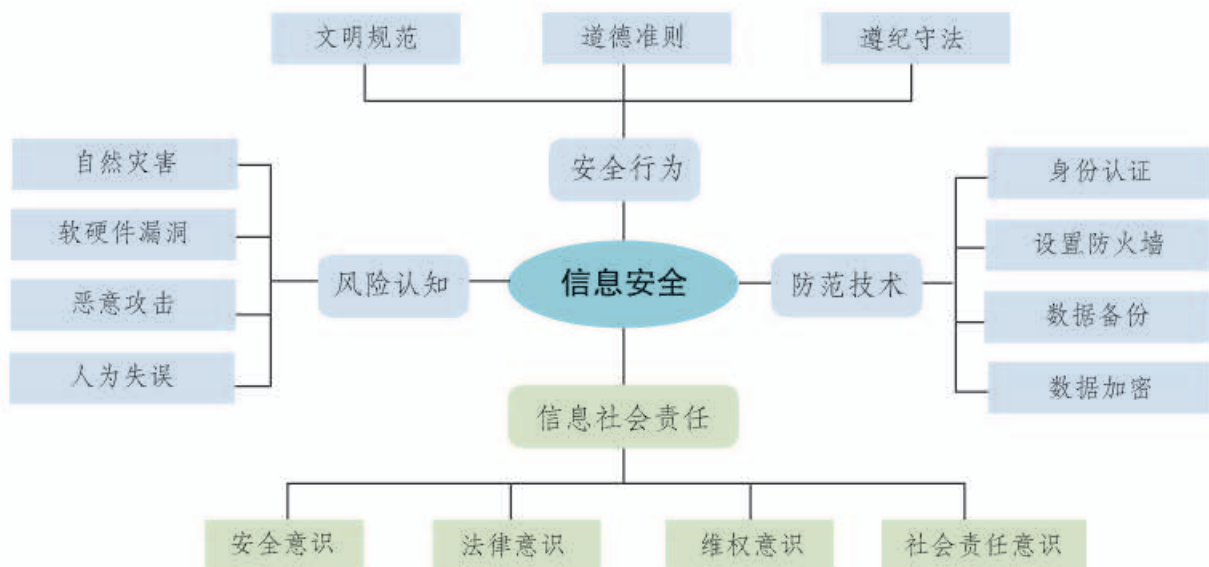 文明规范
道德准则
遵纪守法
安全行为
自然灾害
软硬件漏洞
恶意攻击
人为失误
风险认知
信息安全
防范技术
身份认证
设置防火墙
数据备份
数据加密
信息社会责任
安全意识
法律意识
维权意识
社会责任意识